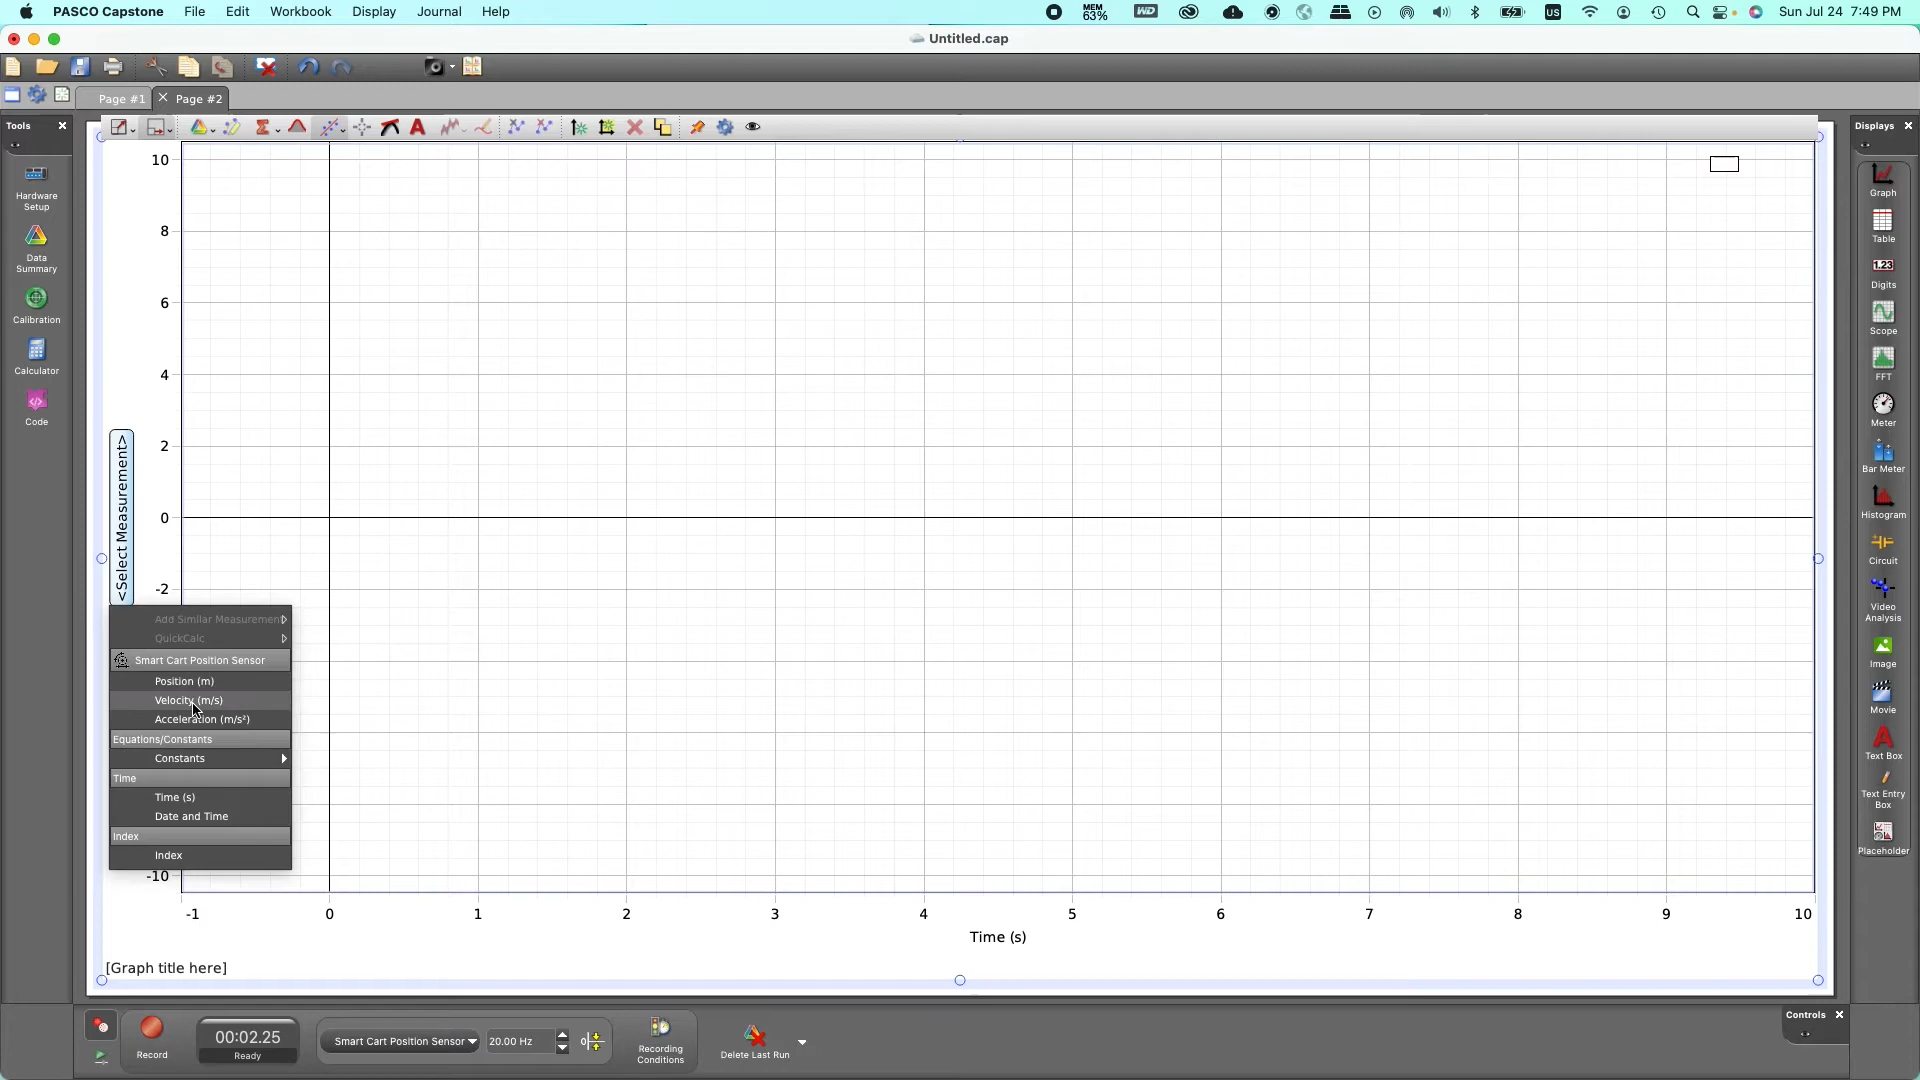 PASCO Capstone File Edit Workbook Display Journal Help MEM 63% WD US Sun Jul 24 7:49 PM
Untitled.cap
Page #1 Page #2
Tools
Hardware
Setup
Data
Summary
Calibration
Calculator
Code
10
8
6
4
2
0
-2
-10
<Select Measurement>
Add Similar Measurement
QuickCalc
Smart Cart Position Sensor
Position (m)
Velocity (m/s)
Acceleration (m/s²)
Equations/Constants
Constants
Time
Time (s)
Date and Time
Index
Index
-1 0 1 2 3 4 5 6 7 8 9 10
Time (s)
[Graph title here]
Displays
Graph
Table
1.23
Digits
Scope
FFT
Meter
Bar Meter
Histogram
Circuit
Video
Analysis
Image
Movie
Text Box
Text Entry
Box
Placeholder
Record
00:02.25
Ready
Smart Cart Position Sensor
20.00 Hz
0
Recording
Conditions
Delete Last Run
Controls